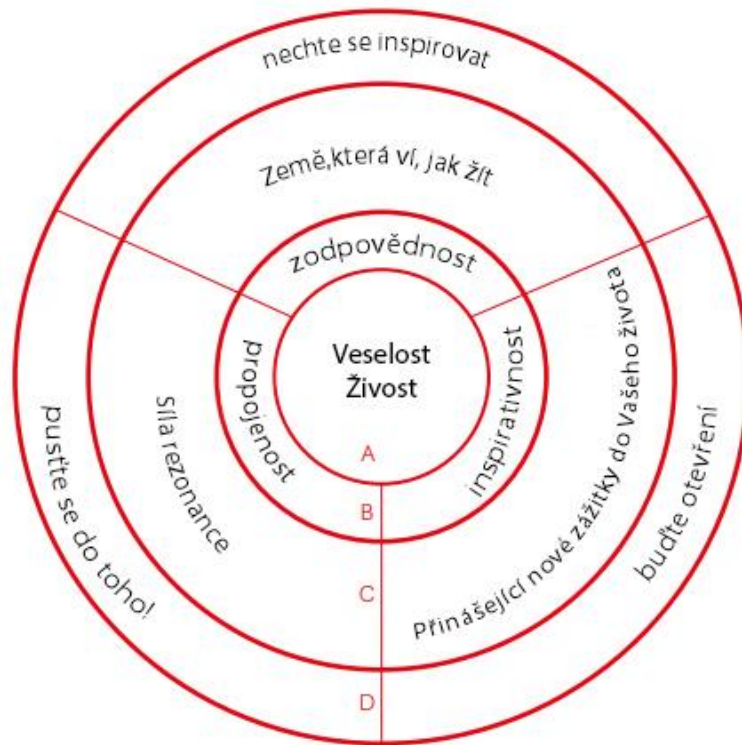 nechte se inspirovat
Země,která ví, jak žít
zodpovědnost
Veselost
Živost
propojenost
inspirativnost
Síla rezonance
Přinášející nové zážitky do Vašeho života
pusťte se do toho!
buďte otevření
A
B
C
D